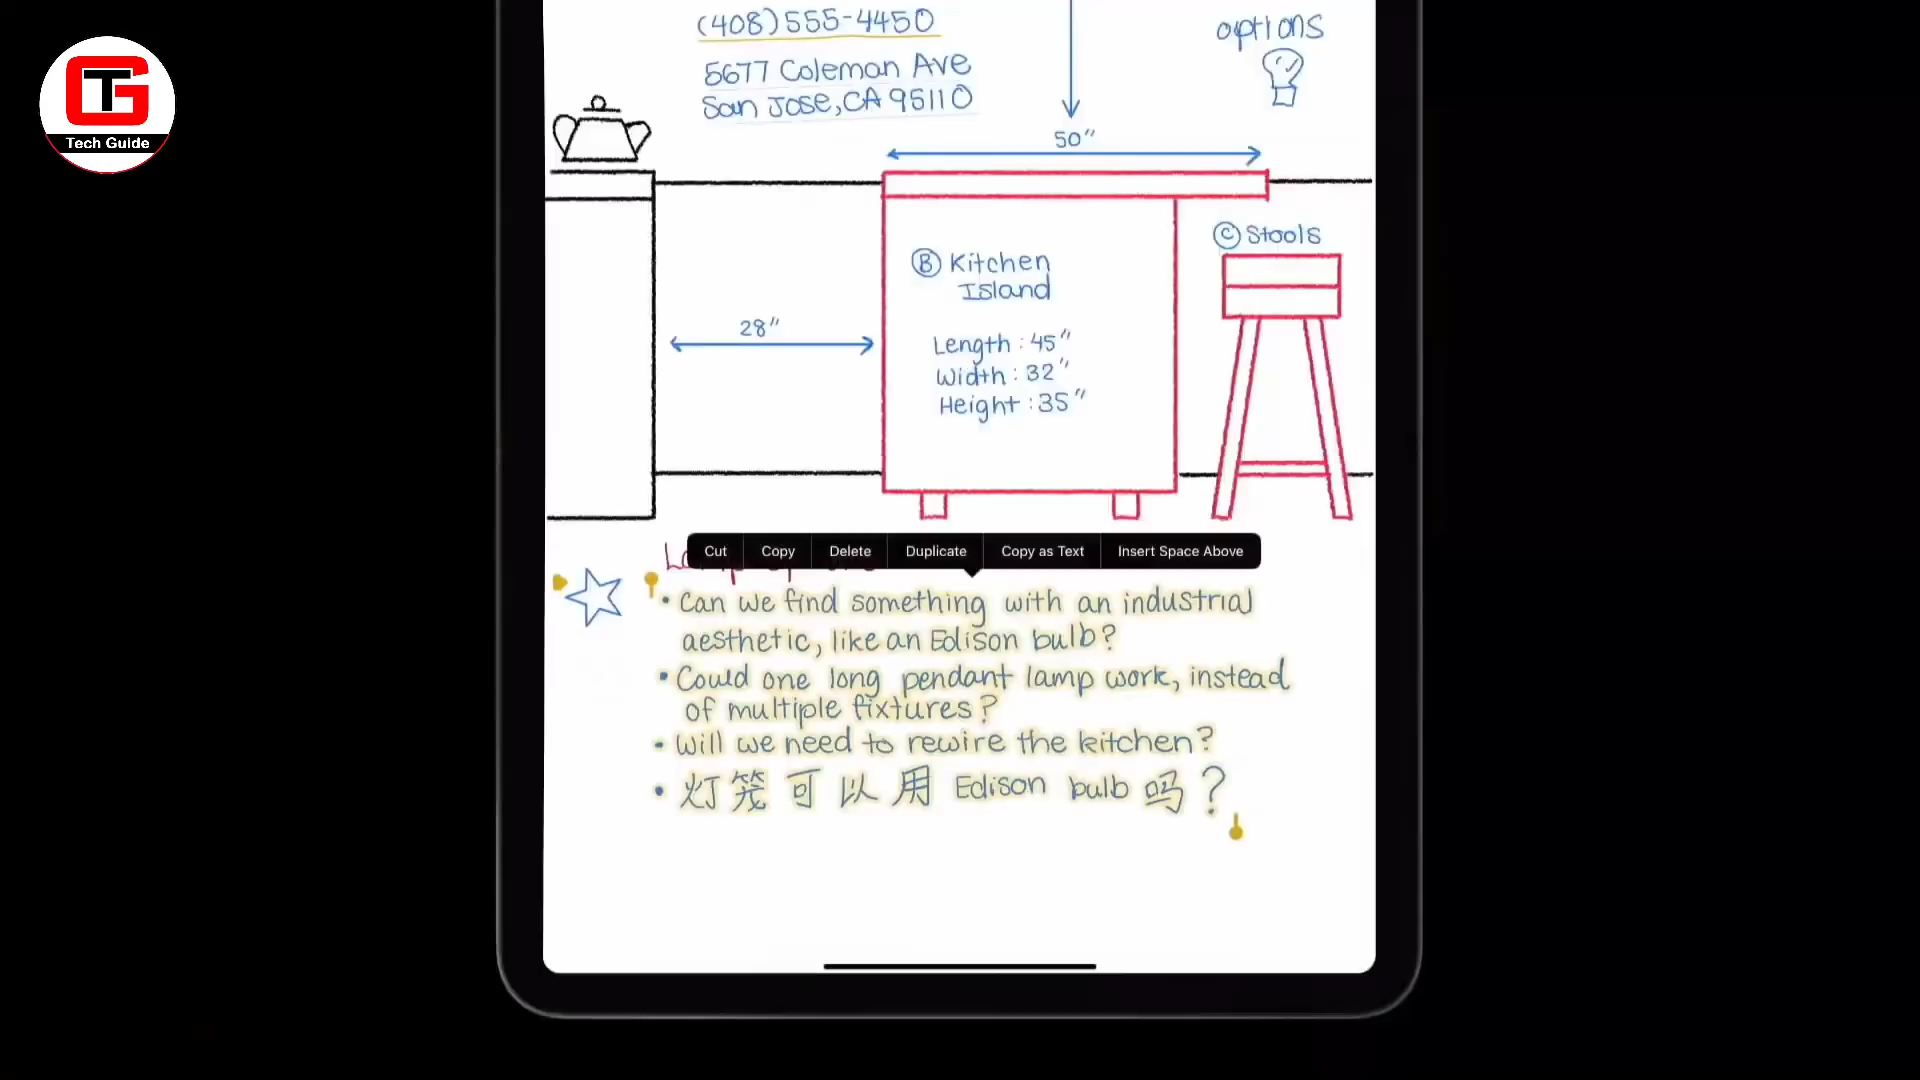 (408)555-4450
options
5677 Coleman Ave
San Jose, CA 95110
TG
Tech Guide
50"
C Stools
B Kitchen
Island
28"
Length : 45"
Width : 32"
Height : 35"
Cut Copy Delete Duplicate Copy as Text Insert Space Above
• Can we find something with an industrial
aesthetic, like an Edison bulb?
• Could one long pendant lamp work, instead
of multiple fixtures?
• Will we need to rewire the kitchen?
• 灯笼可以用 Edison bulb 吗?